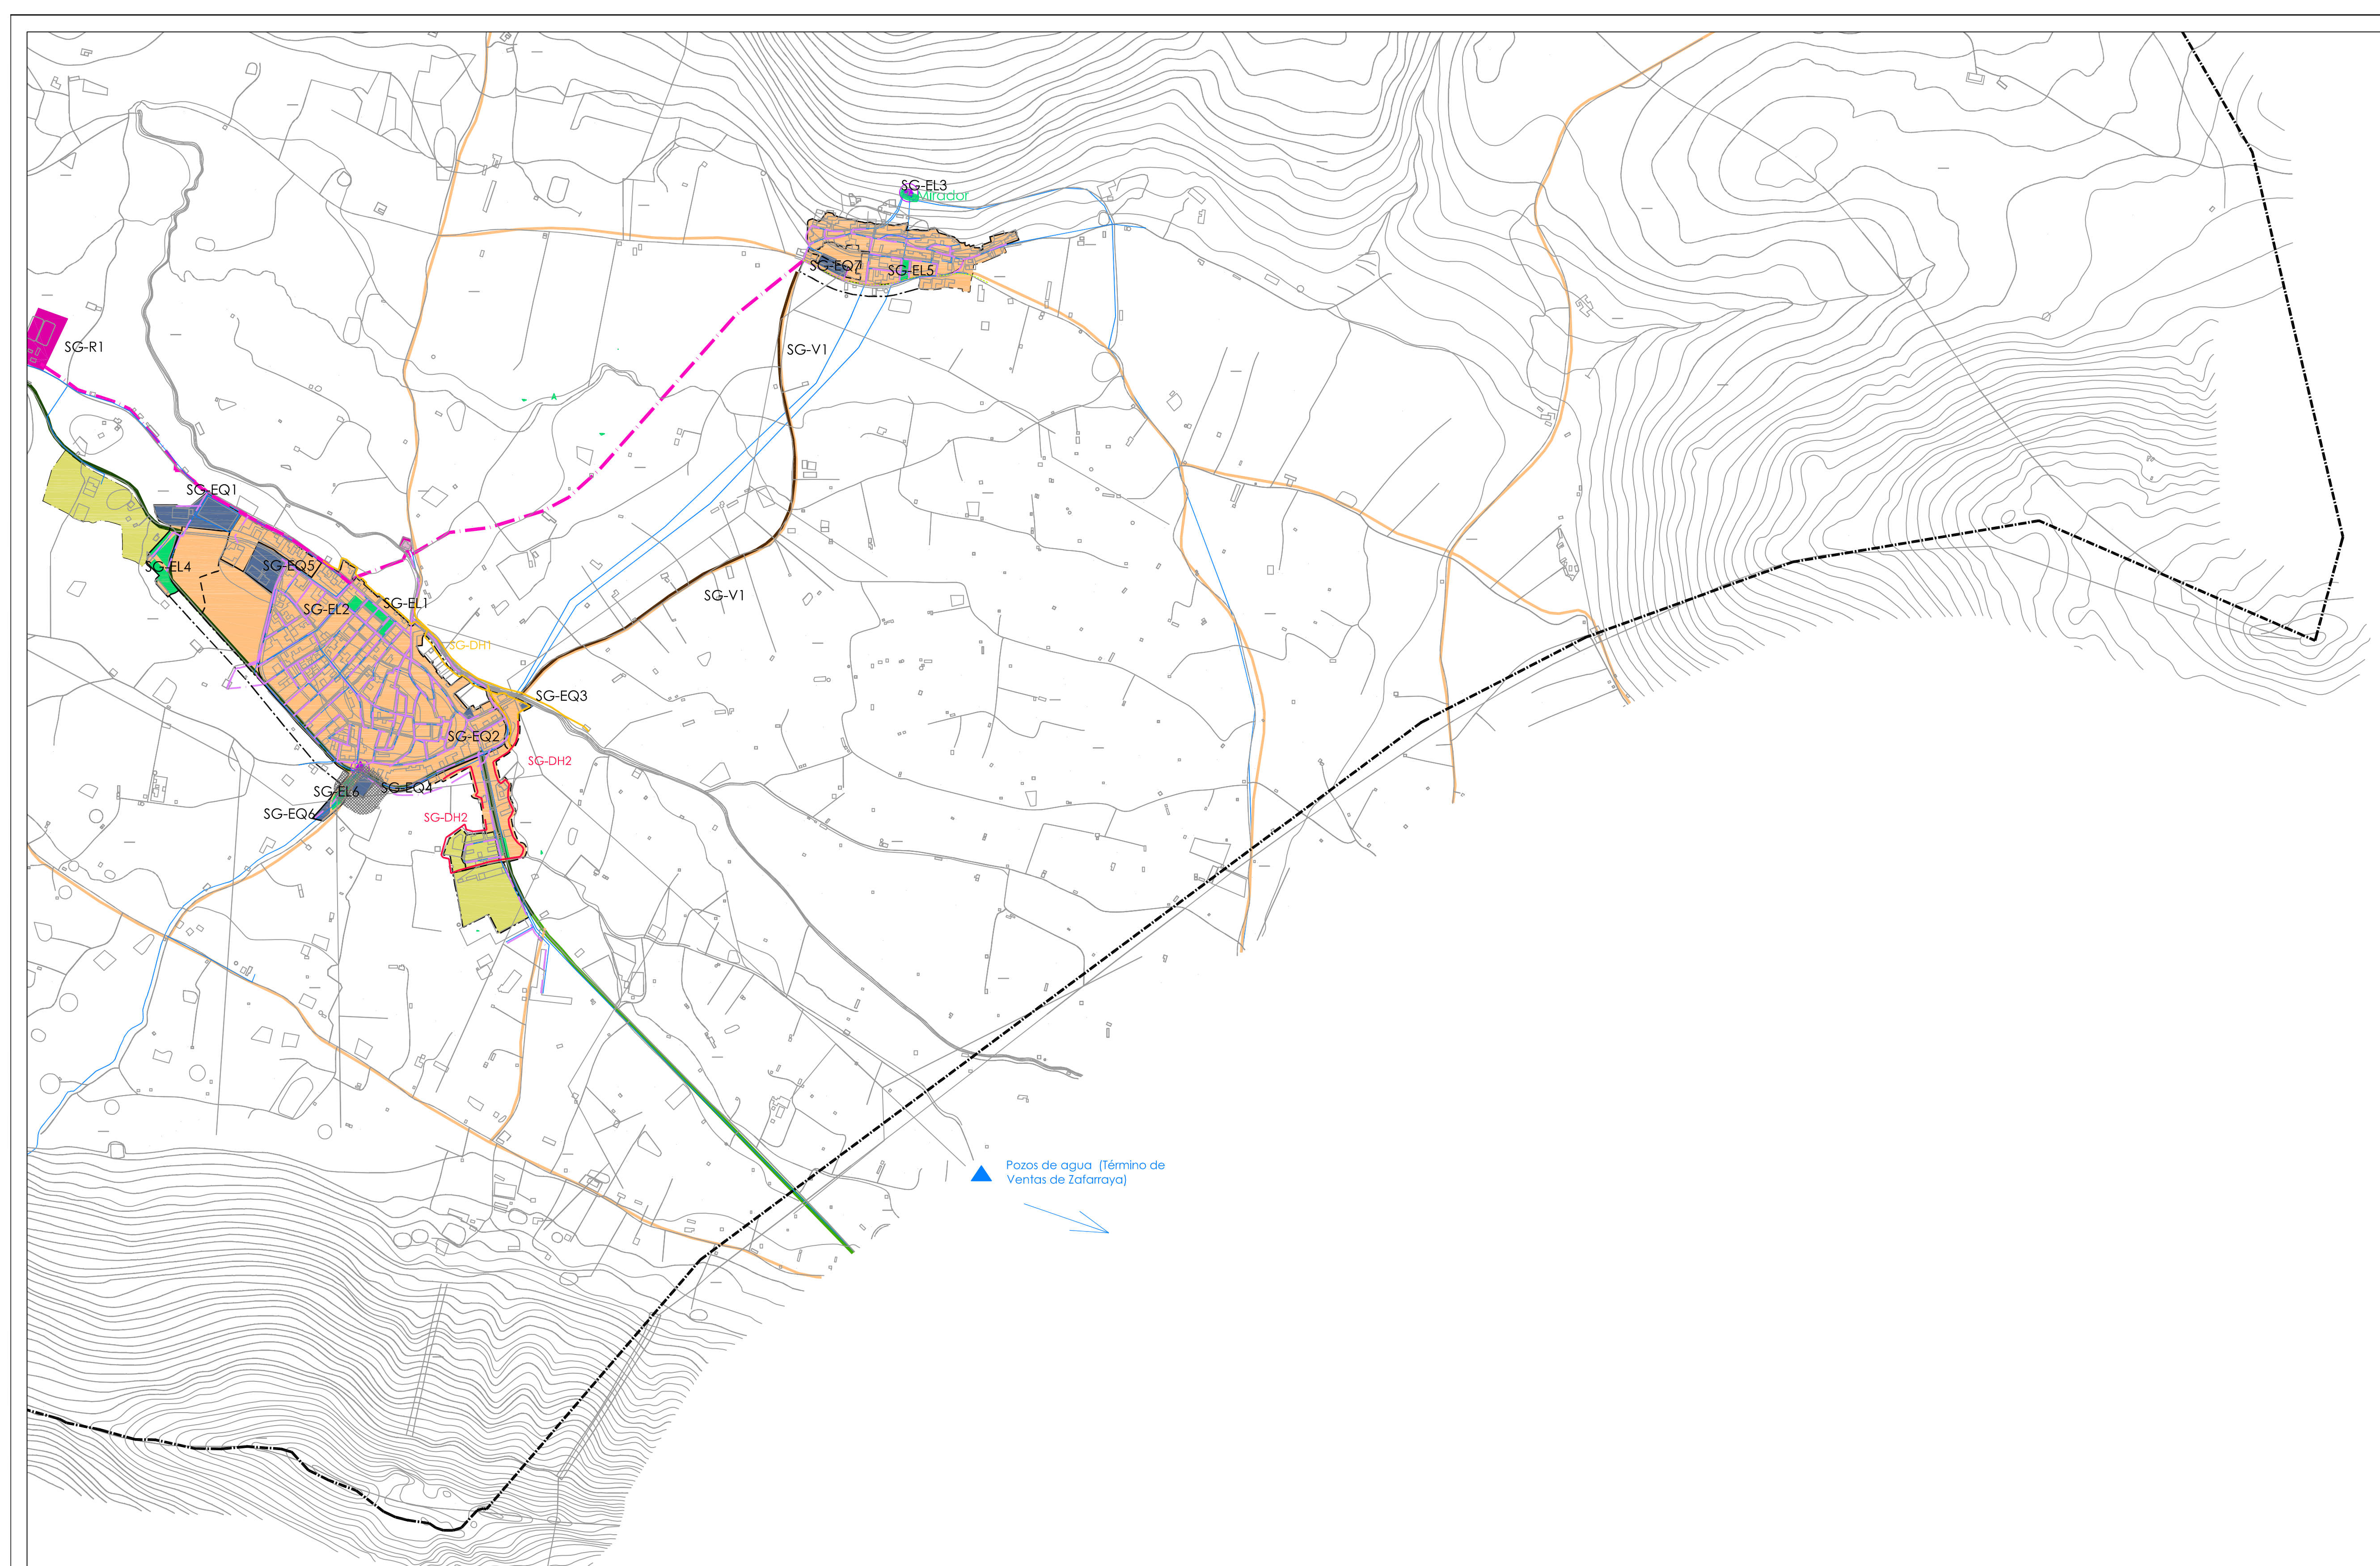 SG-EL3
Mirador
SG-EQ7
SG-EL5
SG-R1
SG-V1
A
SG-EQ1
SG-EQ5
SG-EL4
SG-V1
SG-EL2
SG-EL1
SG-DH1
SG-EQ3
SG-EQ2
SG-DH2
SG-EL6
SG-EQ4
SG-EQ6
SG-DH2
Pozos de agua (Término de
Ventas de Zafarraya)